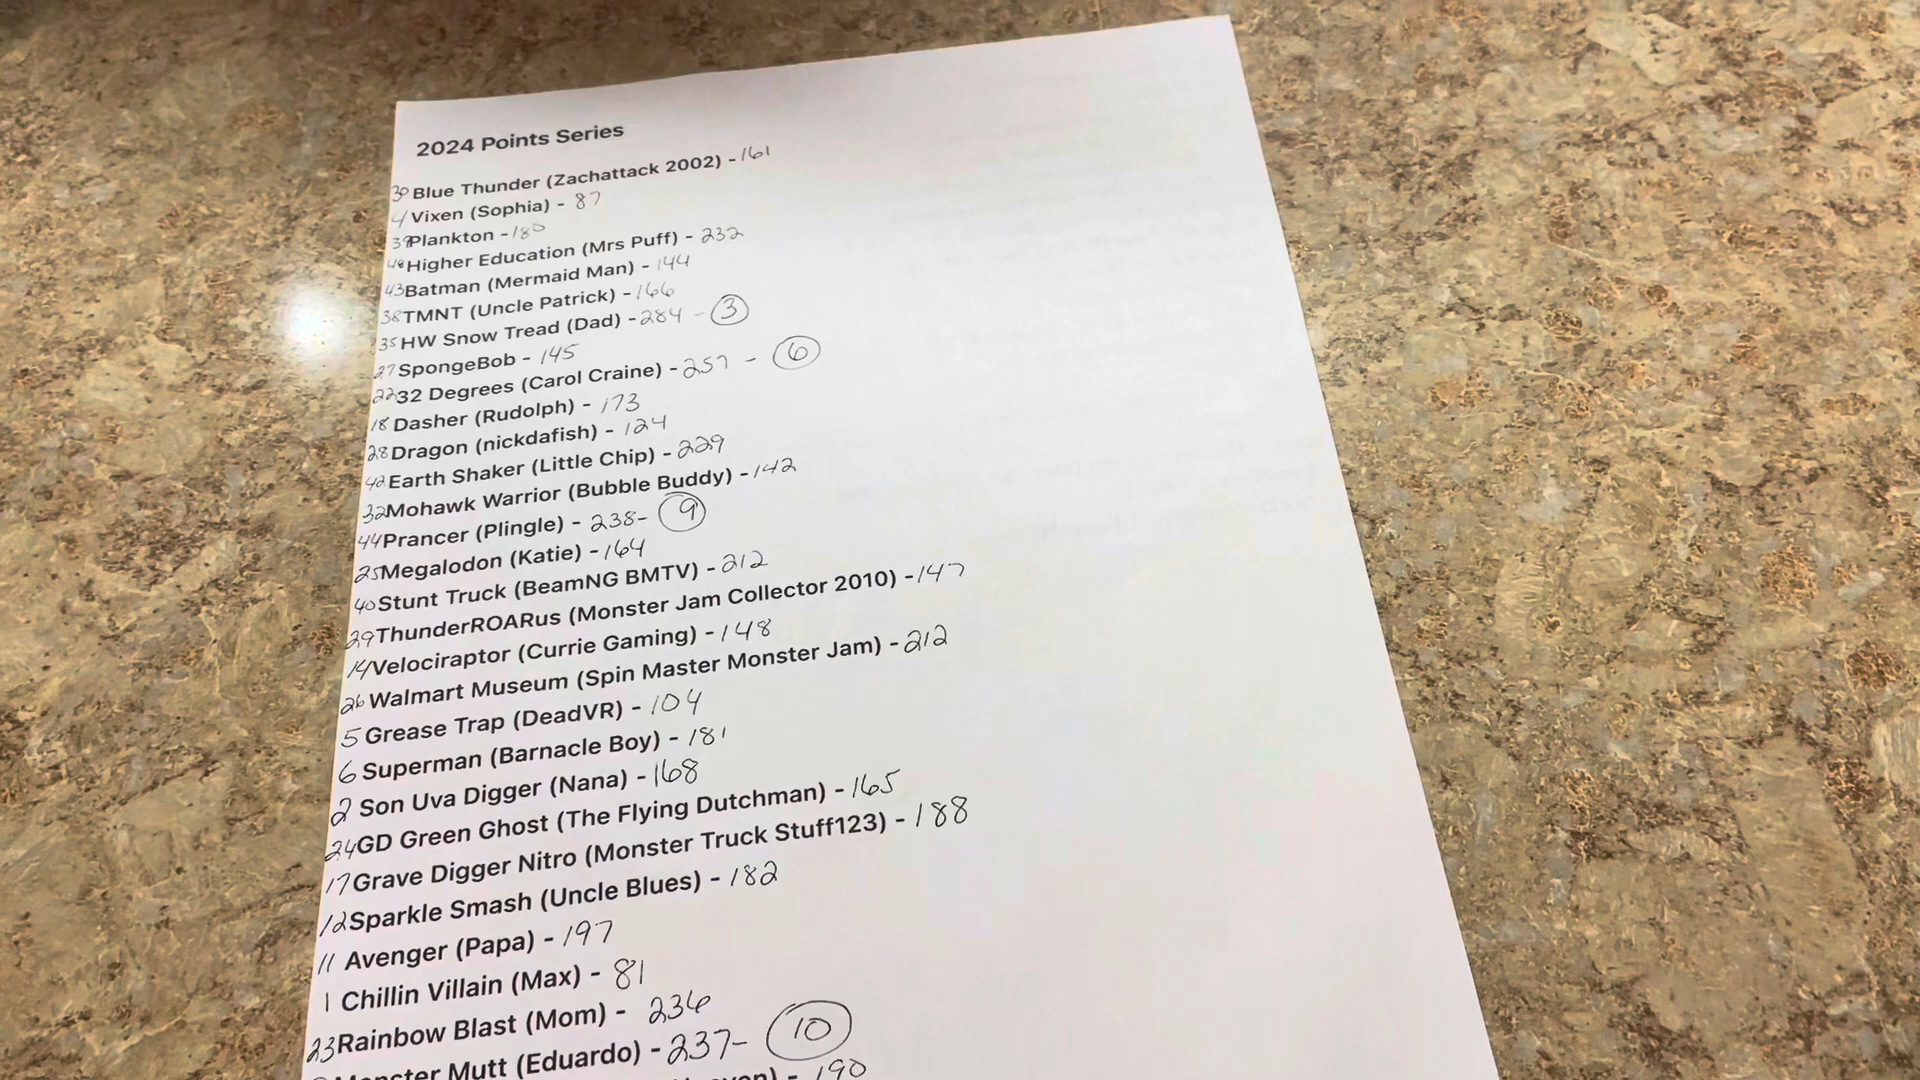 2024 Points Series
30 Blue Thunder (Zachattack 2002) - 161
4 Vixen (Sophia) - 87
39 Plankton - 180
48 Higher Education (Mrs Puff) - 232
43 Batman (Mermaid Man) - 144
38 TMNT (Uncle Patrick) - 166
35 HW Snow Tread (Dad) - 284 - 3
27 SpongeBob - 145
22 32 Degrees (Carol Craine) - 257 - 6
18 Dasher (Rudolph) - 173
28 Dragon (nickdafish) - 124
42 Earth Shaker (Little Chip) - 229
32 Mohawk Warrior (Bubble Buddy) - 142
44 Prancer (Plingle) - 238 - 9
25 Megalodon (Katie) - 164
40 Stunt Truck (BeamNG BMTV) - 212
29 ThunderROARus (Monster Jam Collector 2010) - 147
14 Velociraptor (Currie Gaming) - 148
26 Walmart Museum (Spin Master Monster Jam) - 212
5 Grease Trap (DeadVR) - 104
6 Superman (Barnacle Boy) - 181
2 Son Uva Digger (Nana) - 168
24 GD Green Ghost (The Flying Dutchman) - 165
17 Grave Digger Nitro (Monster Truck Stuff123) - 188
12 Sparkle Smash (Uncle Blues) - 182
11 Avenger (Papa) - 197
1 Chillin Villain (Max) - 81
23 Rainbow Blast (Mom) - 236
Monster Mutt (Eduardo) - 237 - 10
- 190